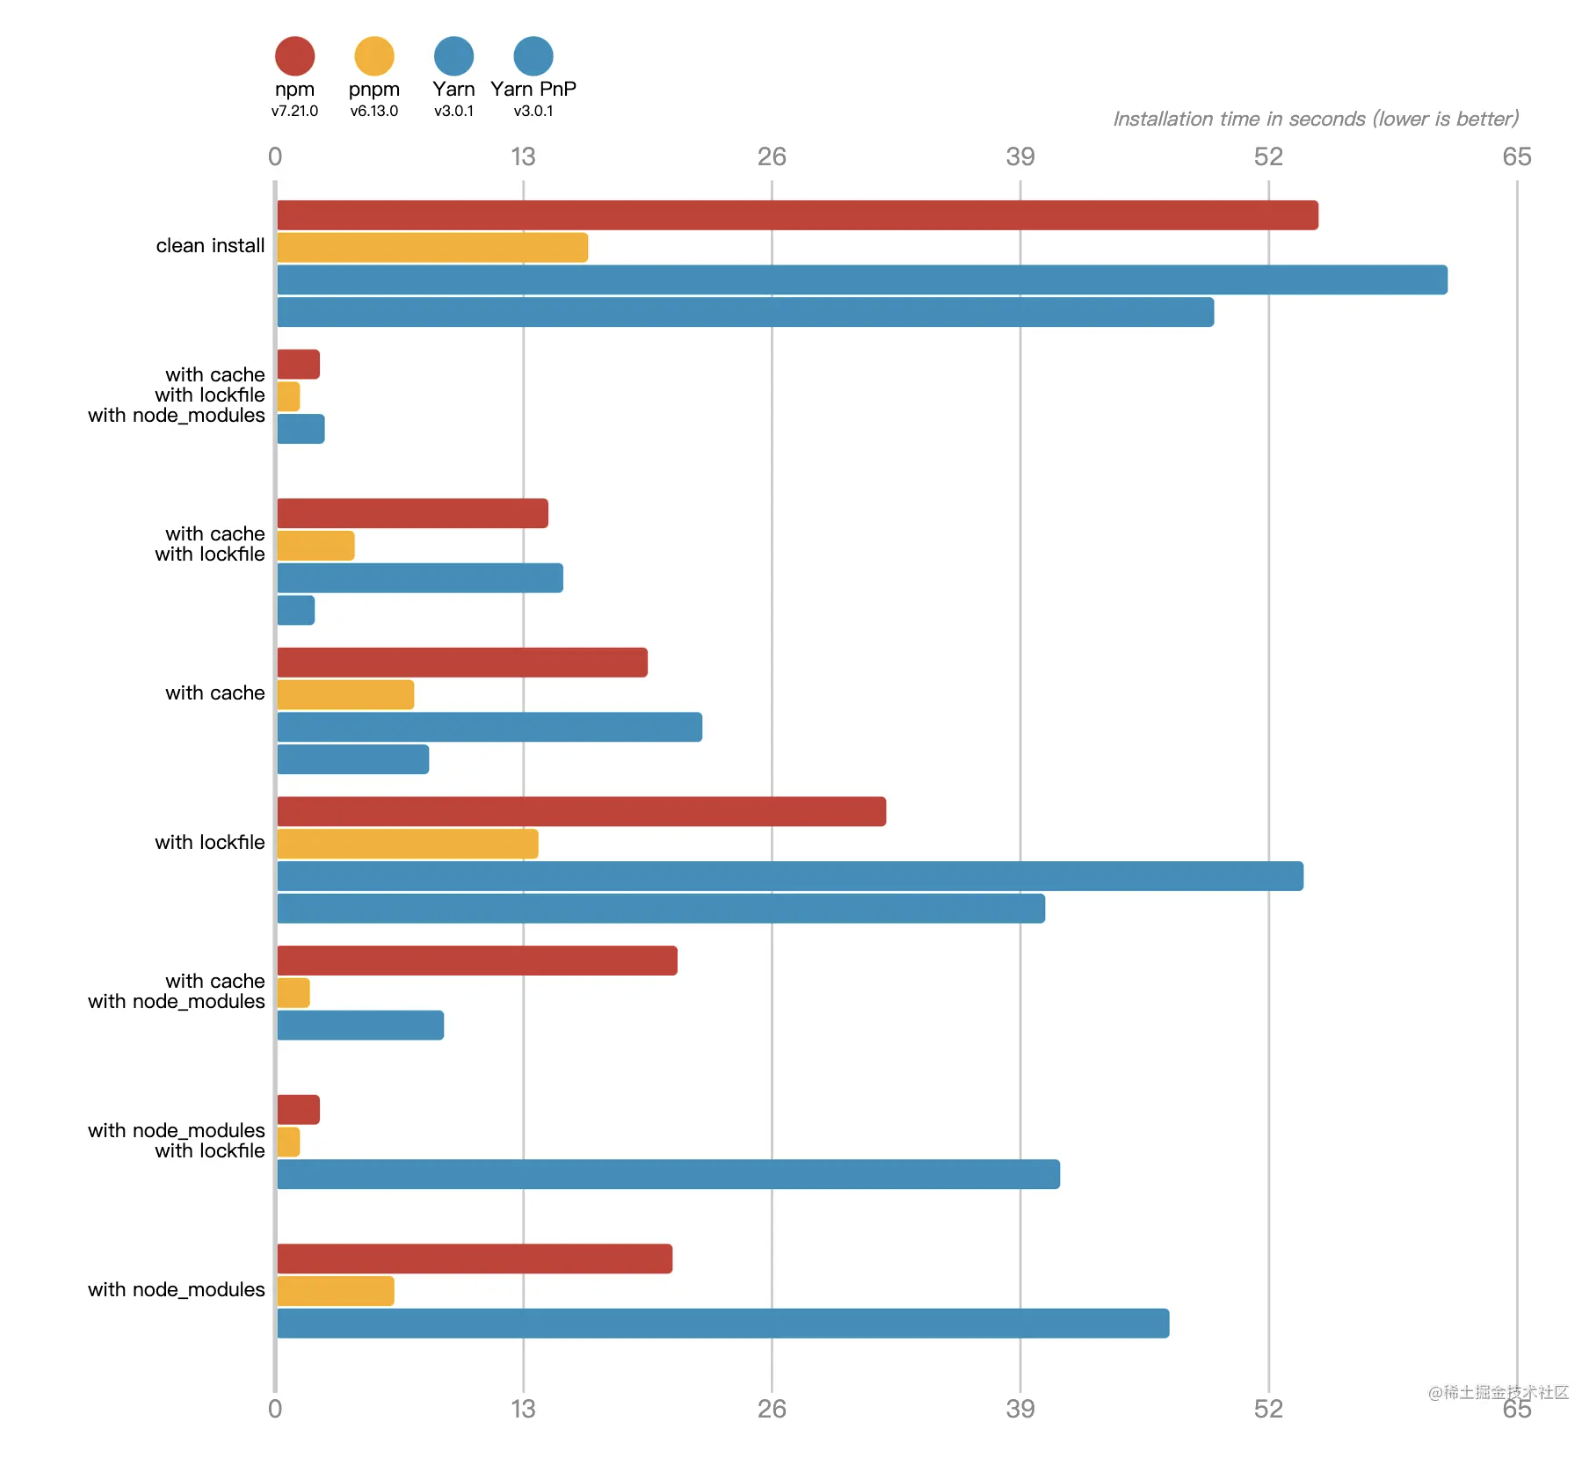 npm pnpm Yarn Yarn PnP
v7.21.0 v6.13.0 v3.0.1 v3.0.1
Installation time in seconds (lower is better)
0 13 26 39 52 65
clean install
with cache
with lockfile
with node_modules
with cache
with lockfile
with cache
with lockfile
with cache
with node_modules
with node_modules
with lockfile
with node_modules
@稀土掘金技术社区
0 13 26 39 52 65